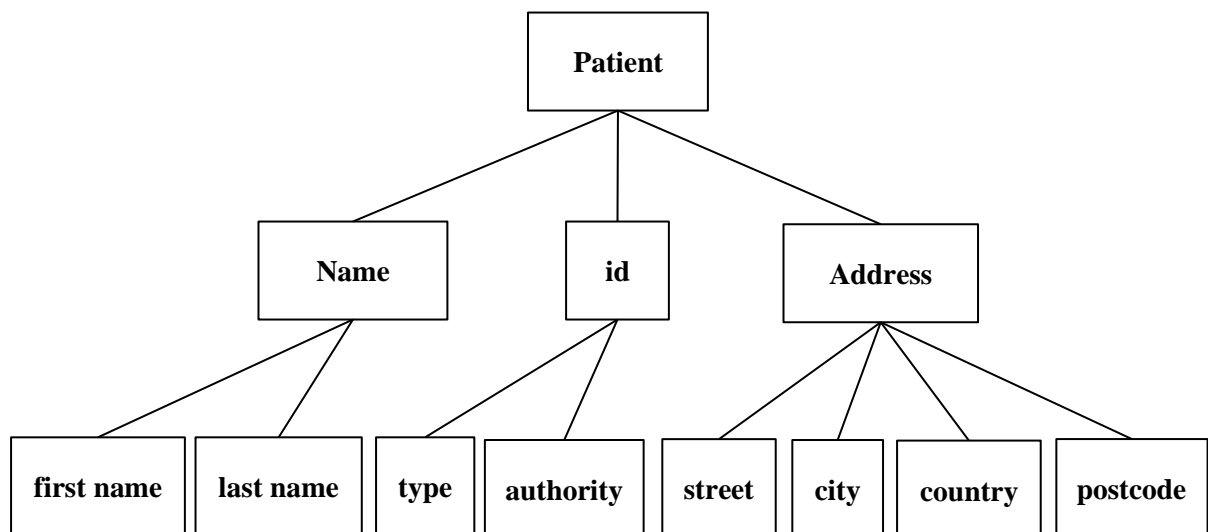 Patient
Name
id
Address
first name
last name
type
authority
street
city
country
postcode